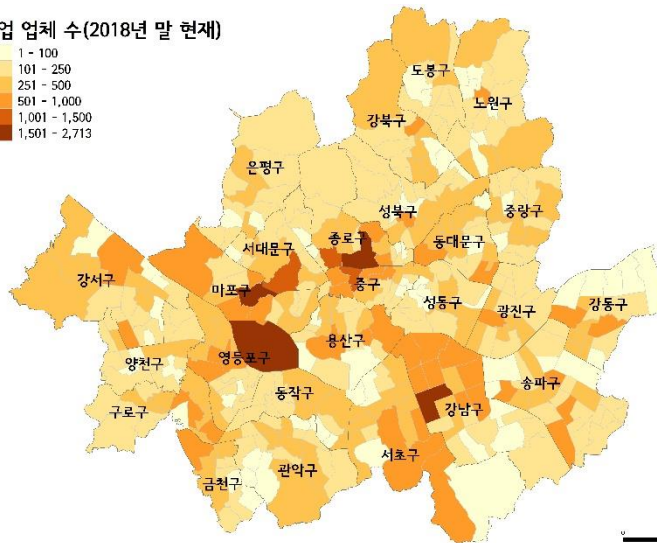 업 업체 수(2018년 말 현재)
1 - 100
101 - 250
251 - 500
501 - 1,000
1,001 - 1,500
1,501 - 2,713
도봉구
노원구
강북구
은평구
성북구
중랑구
종로구
서대문구
동대문구
강서구
마포구
중구
성동구
광진구
강동구
양천구
영등포구
용산구
동작구
송파구
구로구
강남구
서초구
금천구
관악구
0